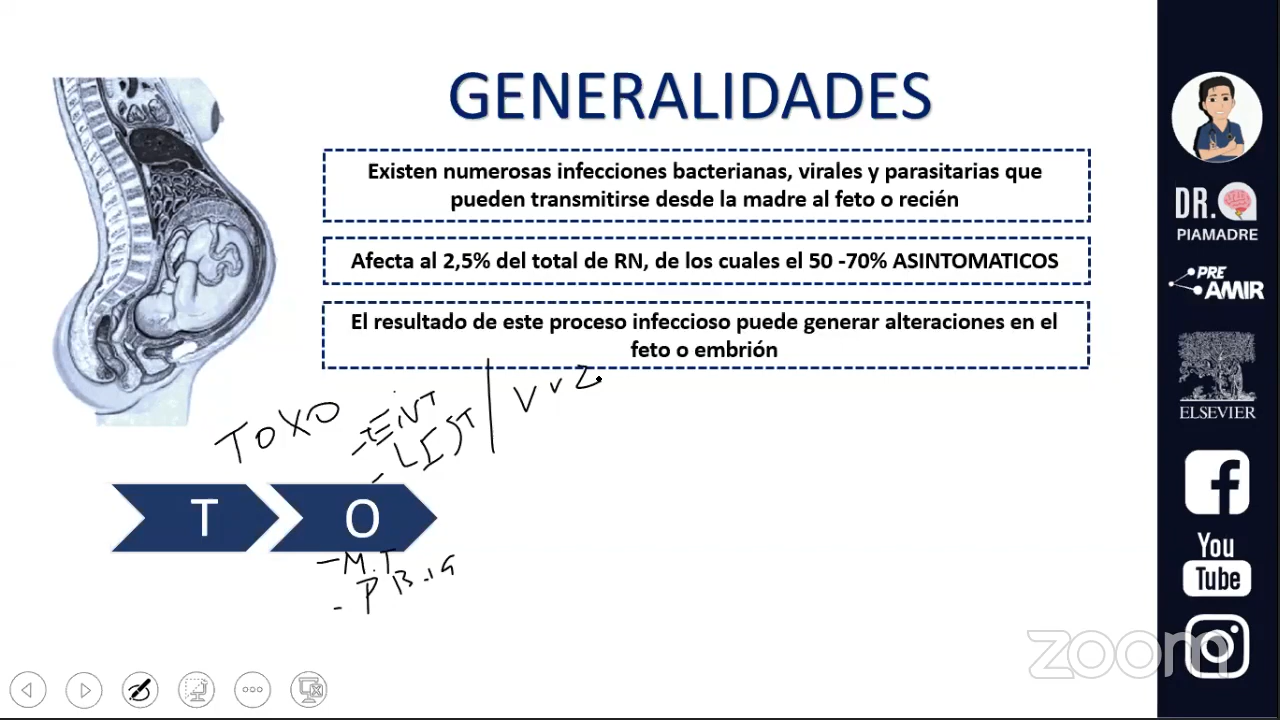 GENERALIDADES
Existen numerosas infecciones bacterianas, virales y parasitarias que
pueden transmitirse desde la madre al feto o recién
Afecta al 2,5% del total de RN, de los cuales el 50 -70% ASINTOMATICOS
El resultado de este proceso infeccioso puede generar alteraciones en el
feto o embrión
TOXO
LIST
VVZ
T
O
- M.T
- P B.19
DR.
PIAMADRE
PRE
AMIR
ELSEVIER
You
Tube
zoom